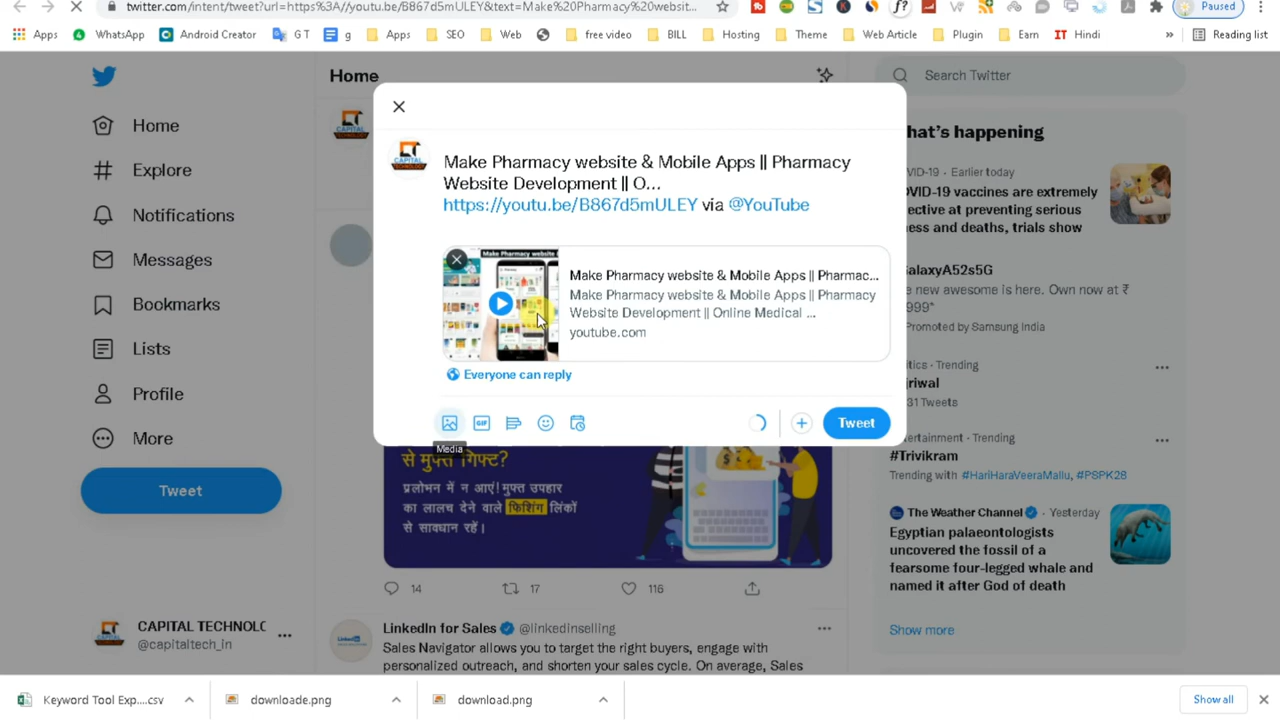 twitter.com/intent/tweet?url=https%3A//youtu.be/B867d5mULEY&text=Make%20Pharmacy%20websit...
Paused
Apps
WhatsApp
Android Creator
G T
g
Apps
SEO
Web
free video
BILL
Hosting
Theme
Web Article
Plugin
Earn
IT Hindi
»
Reading list
Home
Search Twitter
Home
Explore
Notifications
Messages
Bookmarks
Lists
Profile
More
Tweet
CAPITAL TECHNOLO
@capitaltech_in
Make Pharmacy website & Mobile Apps || Pharmacy
Website Development || O...
https://youtu.be/B867d5mULEY via @YouTube
Make Pharmacy website &
Make Pharmacy website & Mobile Apps || Pharmac...
Make Pharmacy website & Mobile Apps || Pharmacy
Website Development || Online Medical ...
youtube.com
Everyone can reply
GIF
Tweet
Media
से मुफ्त गिफ्ट?
प्रलोभन में न आएं! मुफ्त उपहार
का लालच देने वाले फिशिंग लिंकों
से सावधान रहें।
14
17
116
LinkedIn for Sales @linkedinselling
Sales Navigator allows you to target the right buyers, engage with
personalized outreach, and shorten your sales cycle. On average, Sales
hat's happening
VID-19 · Earlier today
VID-19 vaccines are extremely
ective at preventing serious
ess and deaths, trials show
alaxyA52s5G
e new awesome is here. Own now at ₹
999*
Promoted by Samsung India
itics · Trending
riwal
31 Tweets
ertainment · Trending
#Trivikram
Trending with #HariHaraVeeraMallu, #PSPK28
The Weather Channel · Yesterday
Egyptian palaeontologists
uncovered the fossil of a
fearsome four-legged whale and
named it after God of death
Show more
Keyword Tool Exp....csv
downloade.png
download.png
Show all